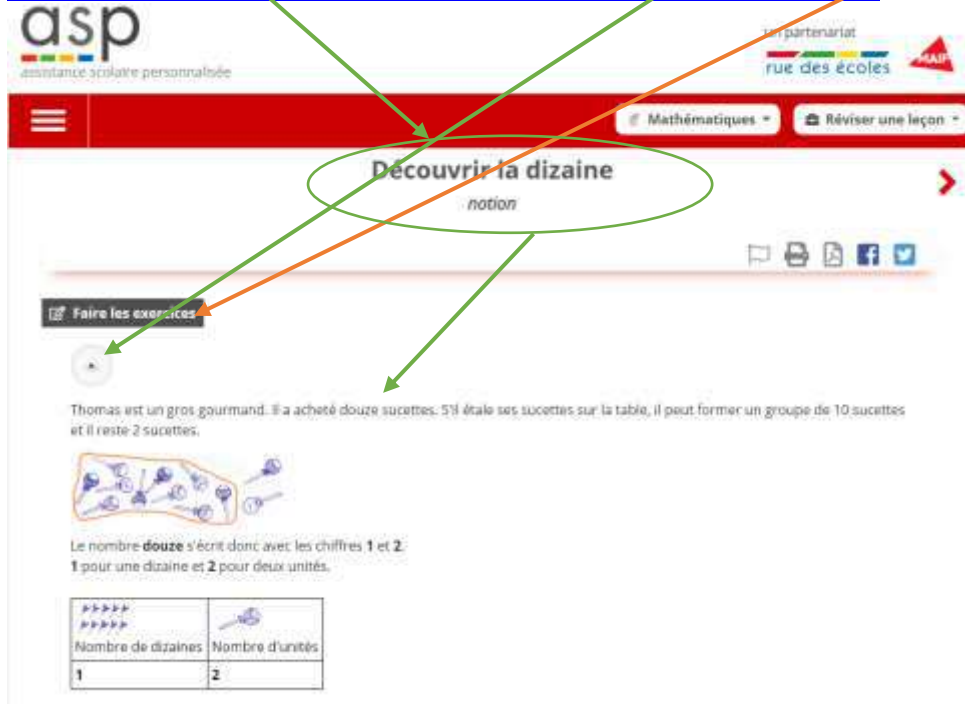 asp
assistance scolaire personnalisée
un partenariat
rue des écoles
MAIF
Mathématiques
Réviser une leçon
Découvrir la dizaine
notion
Faire les exercices
Thomas est un gros gourmand. Il a acheté douze sucettes. S'il étale ses sucettes sur la table, il peut former un groupe de 10 sucettes
et il reste 2 sucettes.
Le nombre douze s'écrit donc avec les chiffres 1 et 2.
1 pour une dizaine et 2 pour deux unités.
Nombre de dizaines Nombre d'unités
1 2